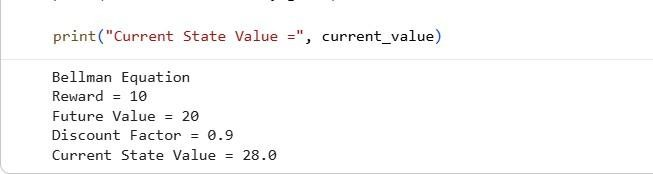 print("Current State Value =", current_value)
Bellman Equation
Reward = 10
Future Value = 20
Discount Factor = 0.9
Current State Value = 28.0